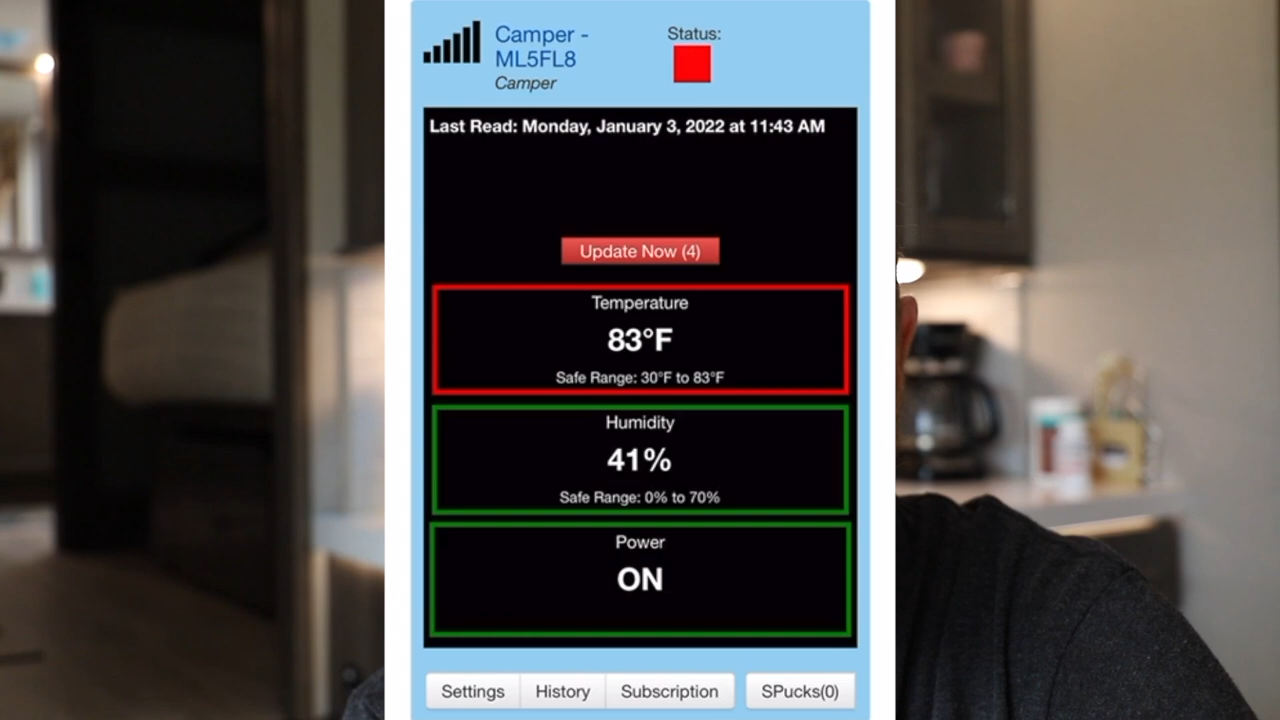 Camper -
ML5FL8
Camper
Status:
Last Read: Monday, January 3, 2022 at 11:43 AM
Update Now (4)
Temperature
83°F
Safe Range: 30°F to 83°F
Humidity
41%
Safe Range: 0% to 70%
Power
ON
Settings
History
Subscription
SPucks(0)